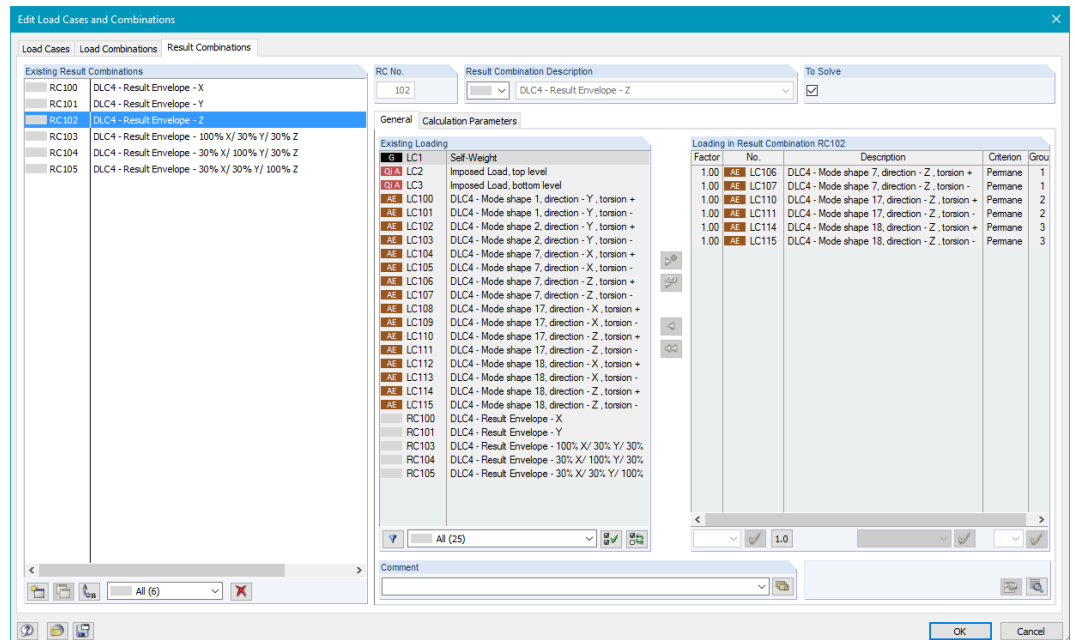 Edit Load Cases and Combinations
Load Cases Load Combinations Result Combinations
Existing Result Combinations
RC100 DLC4 - Result Envelope - X
RC101 DLC4 - Result Envelope - Y
RC102 DLC4 - Result Envelope - Z
RC103 DLC4 - Result Envelope - 100% X/ 30% Y/ 30% Z
RC104 DLC4 - Result Envelope - 30% X/ 100% Y/ 30% Z
RC105 DLC4 - Result Envelope - 30% X/ 30% Y/ 100% Z
All (6)
RC No.
102
Result Combination Description
DLC4 - Result Envelope - Z
To Solve
General Calculation Parameters
Existing Loading
G LC1 Self-Weight
Qi A LC2 Imposed Load, top level
Qi A LC3 Imposed Load, bottom level
AE LC100 DLC4 - Mode shape 1, direction - Y , torsion +
AE LC101 DLC4 - Mode shape 1, direction - Y , torsion -
AE LC102 DLC4 - Mode shape 2, direction - Y , torsion +
AE LC103 DLC4 - Mode shape 2, direction - Y , torsion -
AE LC104 DLC4 - Mode shape 7, direction - X , torsion +
AE LC105 DLC4 - Mode shape 7, direction - X , torsion -
AE LC106 DLC4 - Mode shape 7, direction - Z , torsion +
AE LC107 DLC4 - Mode shape 7, direction - Z , torsion -
AE LC108 DLC4 - Mode shape 17, direction - X , torsion +
AE LC109 DLC4 - Mode shape 17, direction - X , torsion -
AE LC110 DLC4 - Mode shape 17, direction - Z , torsion +
AE LC111 DLC4 - Mode shape 17, direction - Z , torsion -
AE LC112 DLC4 - Mode shape 18, direction - X , torsion +
AE LC113 DLC4 - Mode shape 18, direction - X , torsion -
AE LC114 DLC4 - Mode shape 18, direction - Z , torsion +
AE LC115 DLC4 - Mode shape 18, direction - Z , torsion -
RC100 DLC4 - Result Envelope - X
RC101 DLC4 - Result Envelope - Y
RC103 DLC4 - Result Envelope - 100% X/ 30% Y/ 30%
RC104 DLC4 - Result Envelope - 30% X/ 100% Y/ 30%
RC105 DLC4 - Result Envelope - 30% X/ 30% Y/ 100%
All (25)
Loading in Result Combination RC102
Factor No. Description Criterion Grou
1.00 AE LC106 DLC4 - Mode shape 7, direction - Z , torsion + Permane 1
1.00 AE LC107 DLC4 - Mode shape 7, direction - Z , torsion - Permane 1
1.00 AE LC110 DLC4 - Mode shape 17, direction - Z , torsion + Permane 2
1.00 AE LC111 DLC4 - Mode shape 17, direction - Z , torsion - Permane 2
1.00 AE LC114 DLC4 - Mode shape 18, direction - Z , torsion + Permane 3
1.00 AE LC115 DLC4 - Mode shape 18, direction - Z , torsion - Permane 3
1.0
Comment
OK Cancel